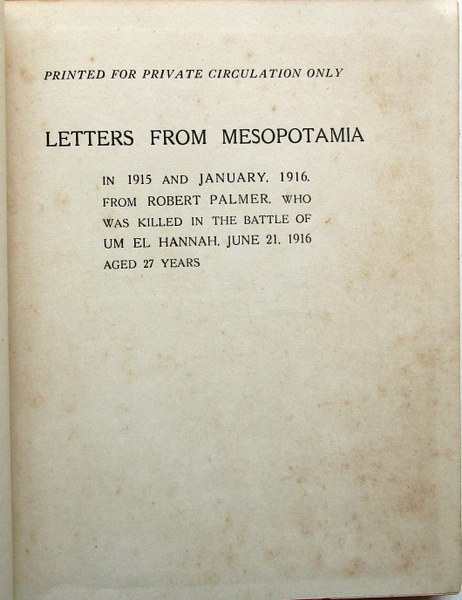 PRINTED FOR PRIVATE CIRCULATION ONLY
LETTERS FROM MESOPOTAMIA
IN 1915 AND JANUARY, 1916,
FROM ROBERT PALMER, WHO
WAS KILLED IN THE BATTLE OF
UM EL HANNAH, JUNE 21, 1916
AGED 27 YEARS